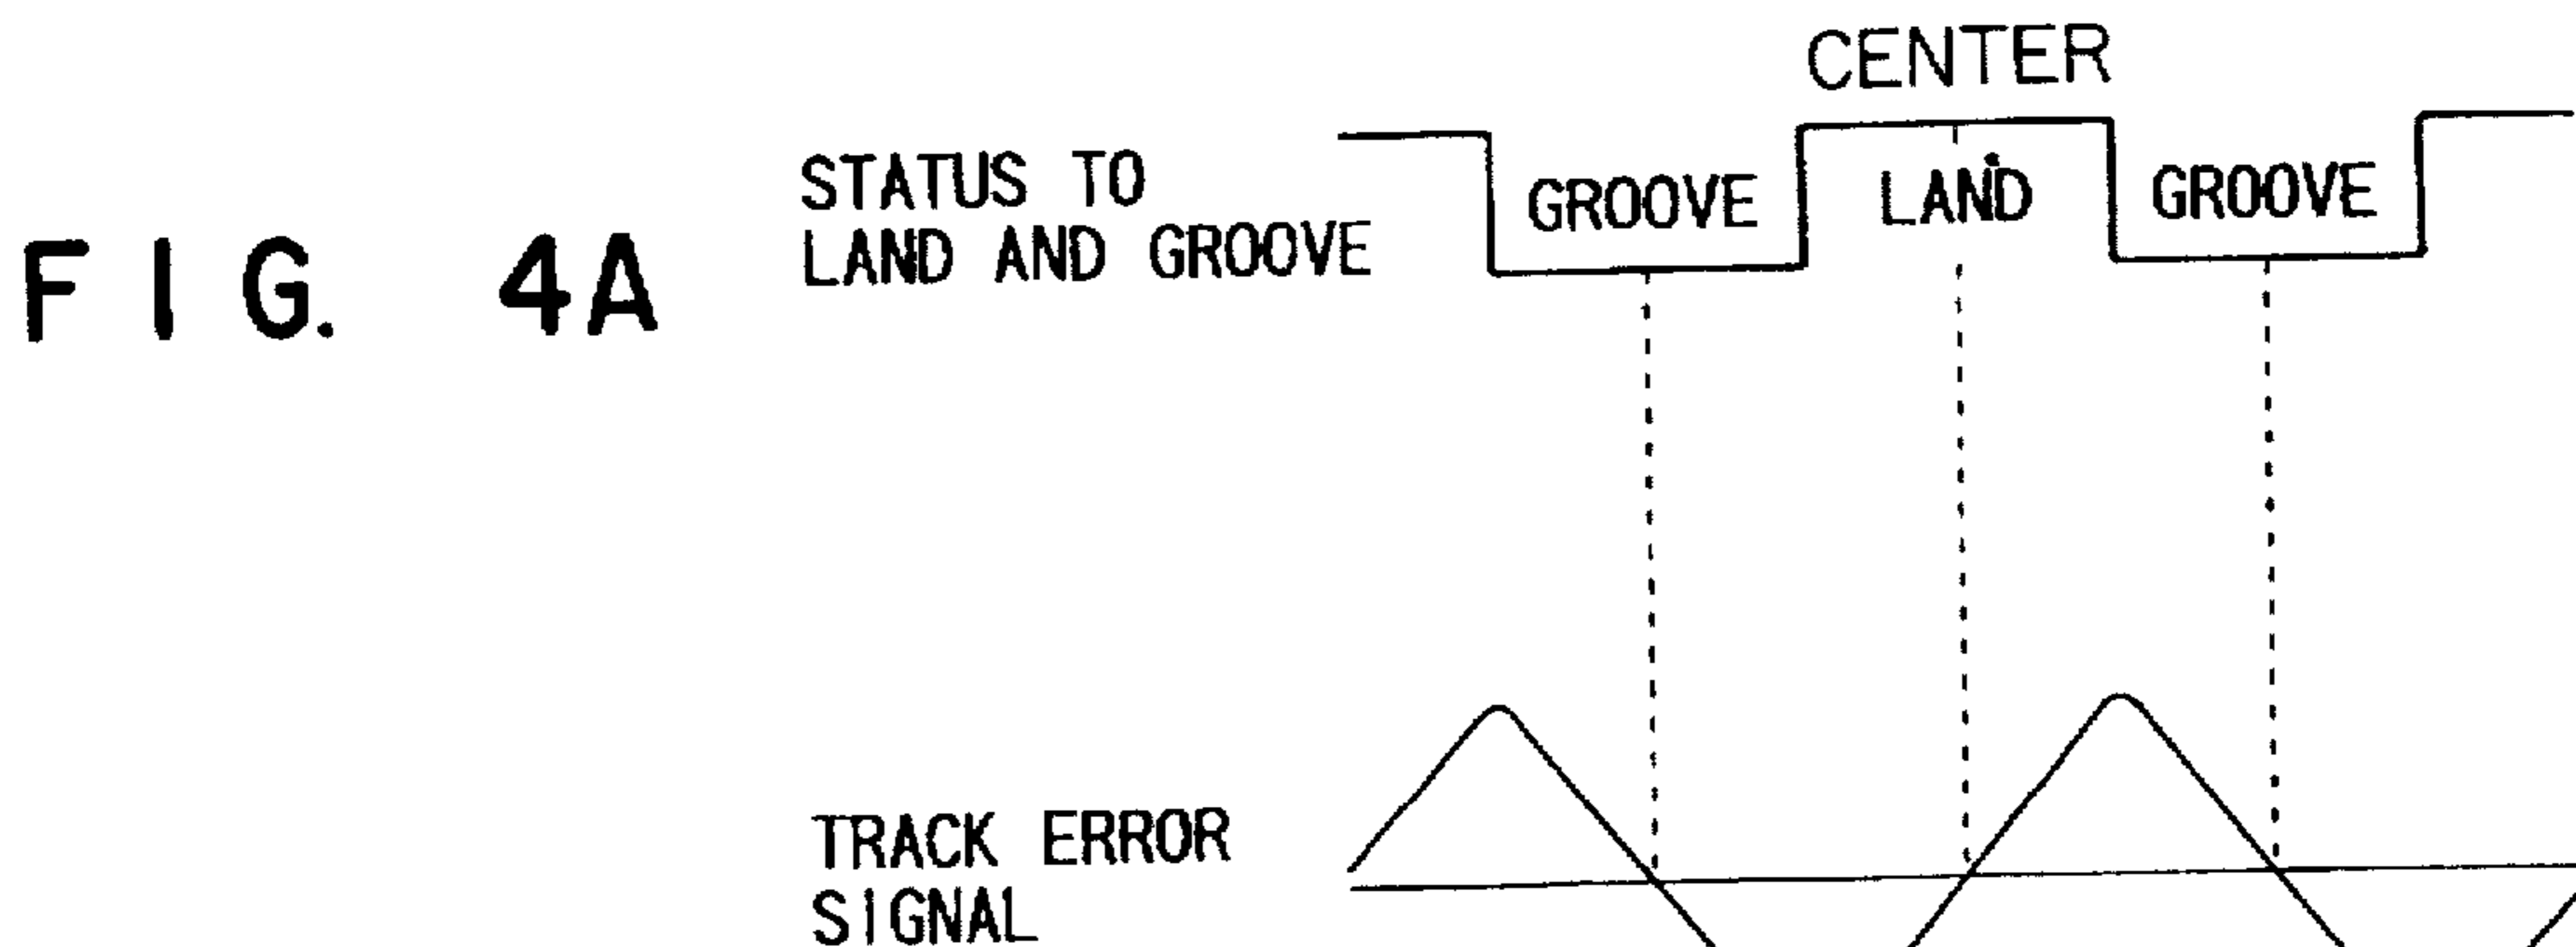 CENTER
STATUS TO
LAND AND GROOVE
GROOVE
LAND
GROOVE
FIG. 4A
TRACK ERROR
SIGNAL